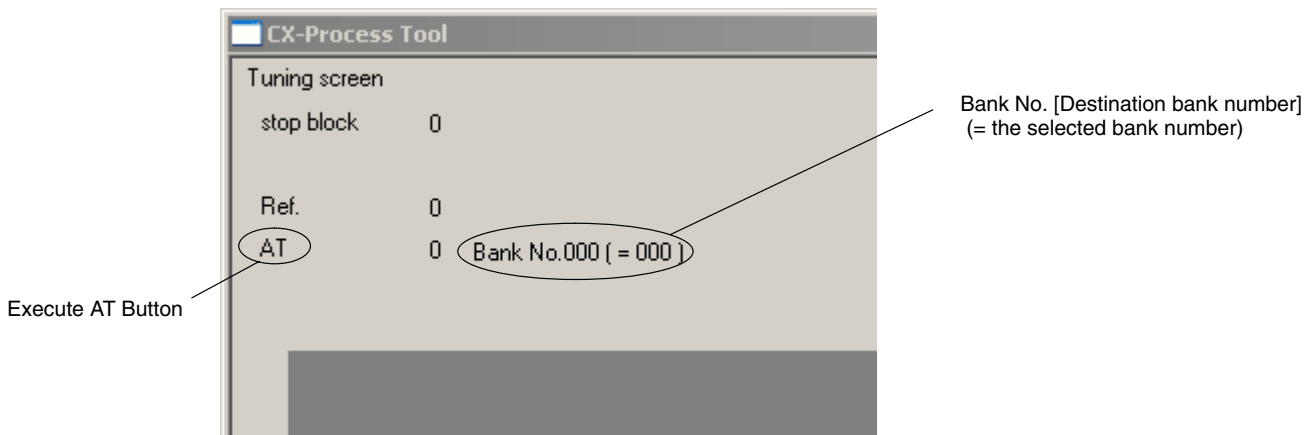 CX-Process Tool
Tuning screen
stop block 0
Bank No. [Destination bank number]
(= the selected bank number)
Ref. 0
AT 0 Bank No.000 ( = 000 )
Execute AT Button